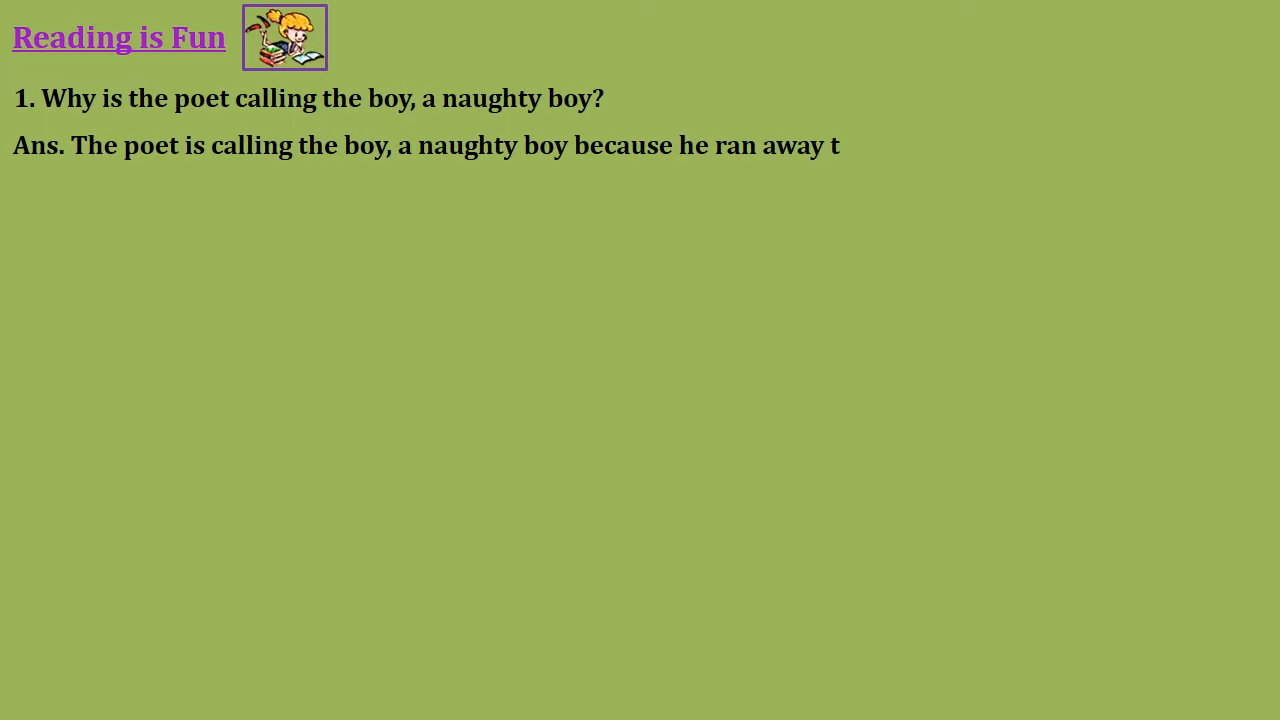 Reading is Fun
1. Why is the poet calling the boy, a naughty boy?
Ans. The poet is calling the boy, a naughty boy because he ran away t